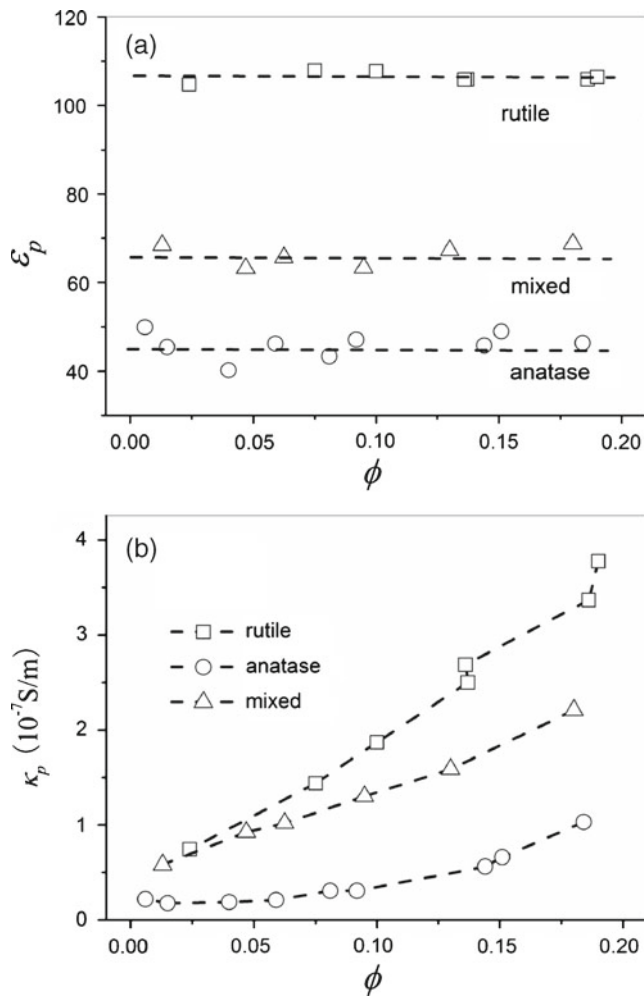 (a)
120
100
80
60
40
εp
rutile
mixed
anatase
0.00 0.05 0.10 0.15 0.20
ϕ
(b)
4
3
2
1
0
κp (10⁻⁷S/m)
rutile
anatase
mixed
0.00 0.05 0.10 0.15 0.20
ϕ